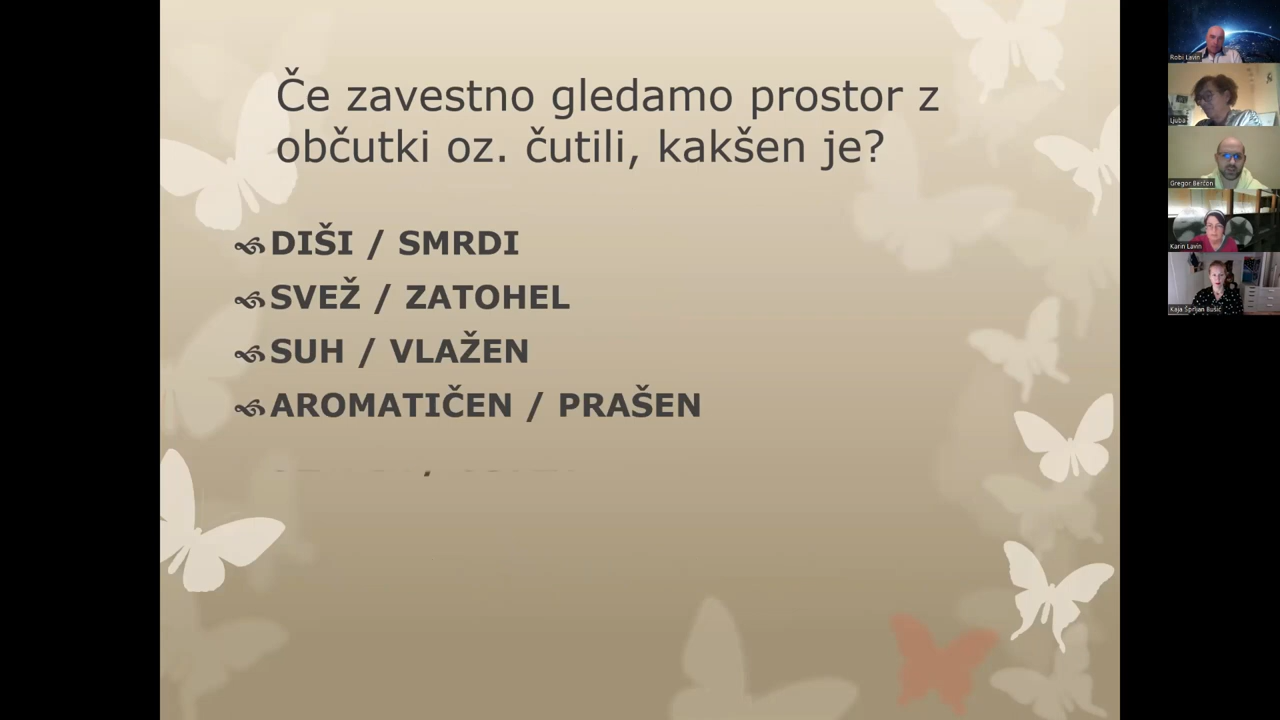 Če zavestno gledamo prostor z
občutki oz. čutili, kakšen je?
DIŠI / SMRDI
SVEŽ / ZATOHEL
SUH / VLAŽEN
AROMATIČEN / PRAŠEN
Robi Lavin
Ljuba
Gregor Berčon
Karin Lavin
Kaja Šprljan Bušić